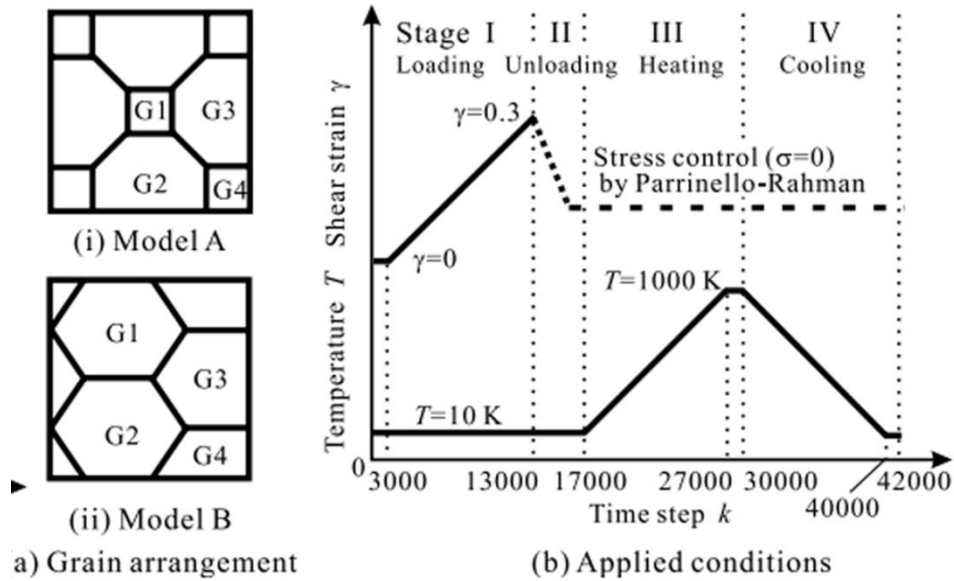 G1
G3
G2
G4
(i) Model A
G1
G3
G2
G4
(ii) Model B
a) Grain arrangement
Temperature T Shear strain γ
Stage I II III IV
Loading Unloading Heating Cooling
γ=0.3
Stress control (σ=0)
by Parrinello-Rahman
γ=0
T=1000 K
T=10 K
0
3000 13000 17000 27000 30000 42000
40000
Time step k
(b) Applied conditions